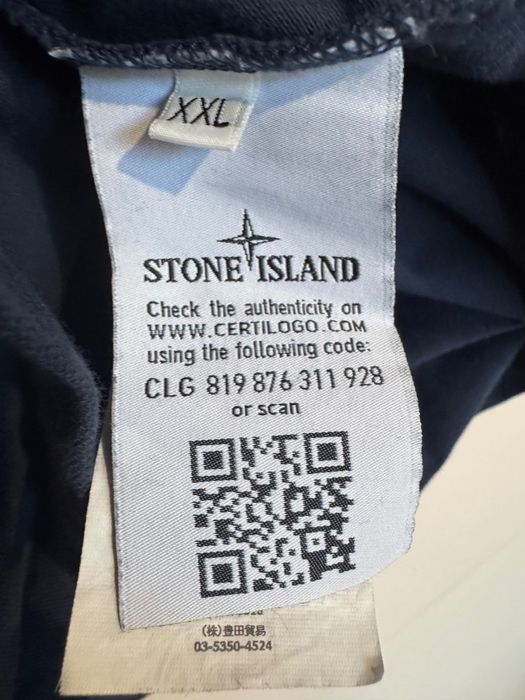 XXL
STONE ISLAND
Check the authenticity on
WWW.CERTILOGO.COM
using the following code:
CLG 819 876 311 928
or scan
(株)豊田貿易
03-5350-4524